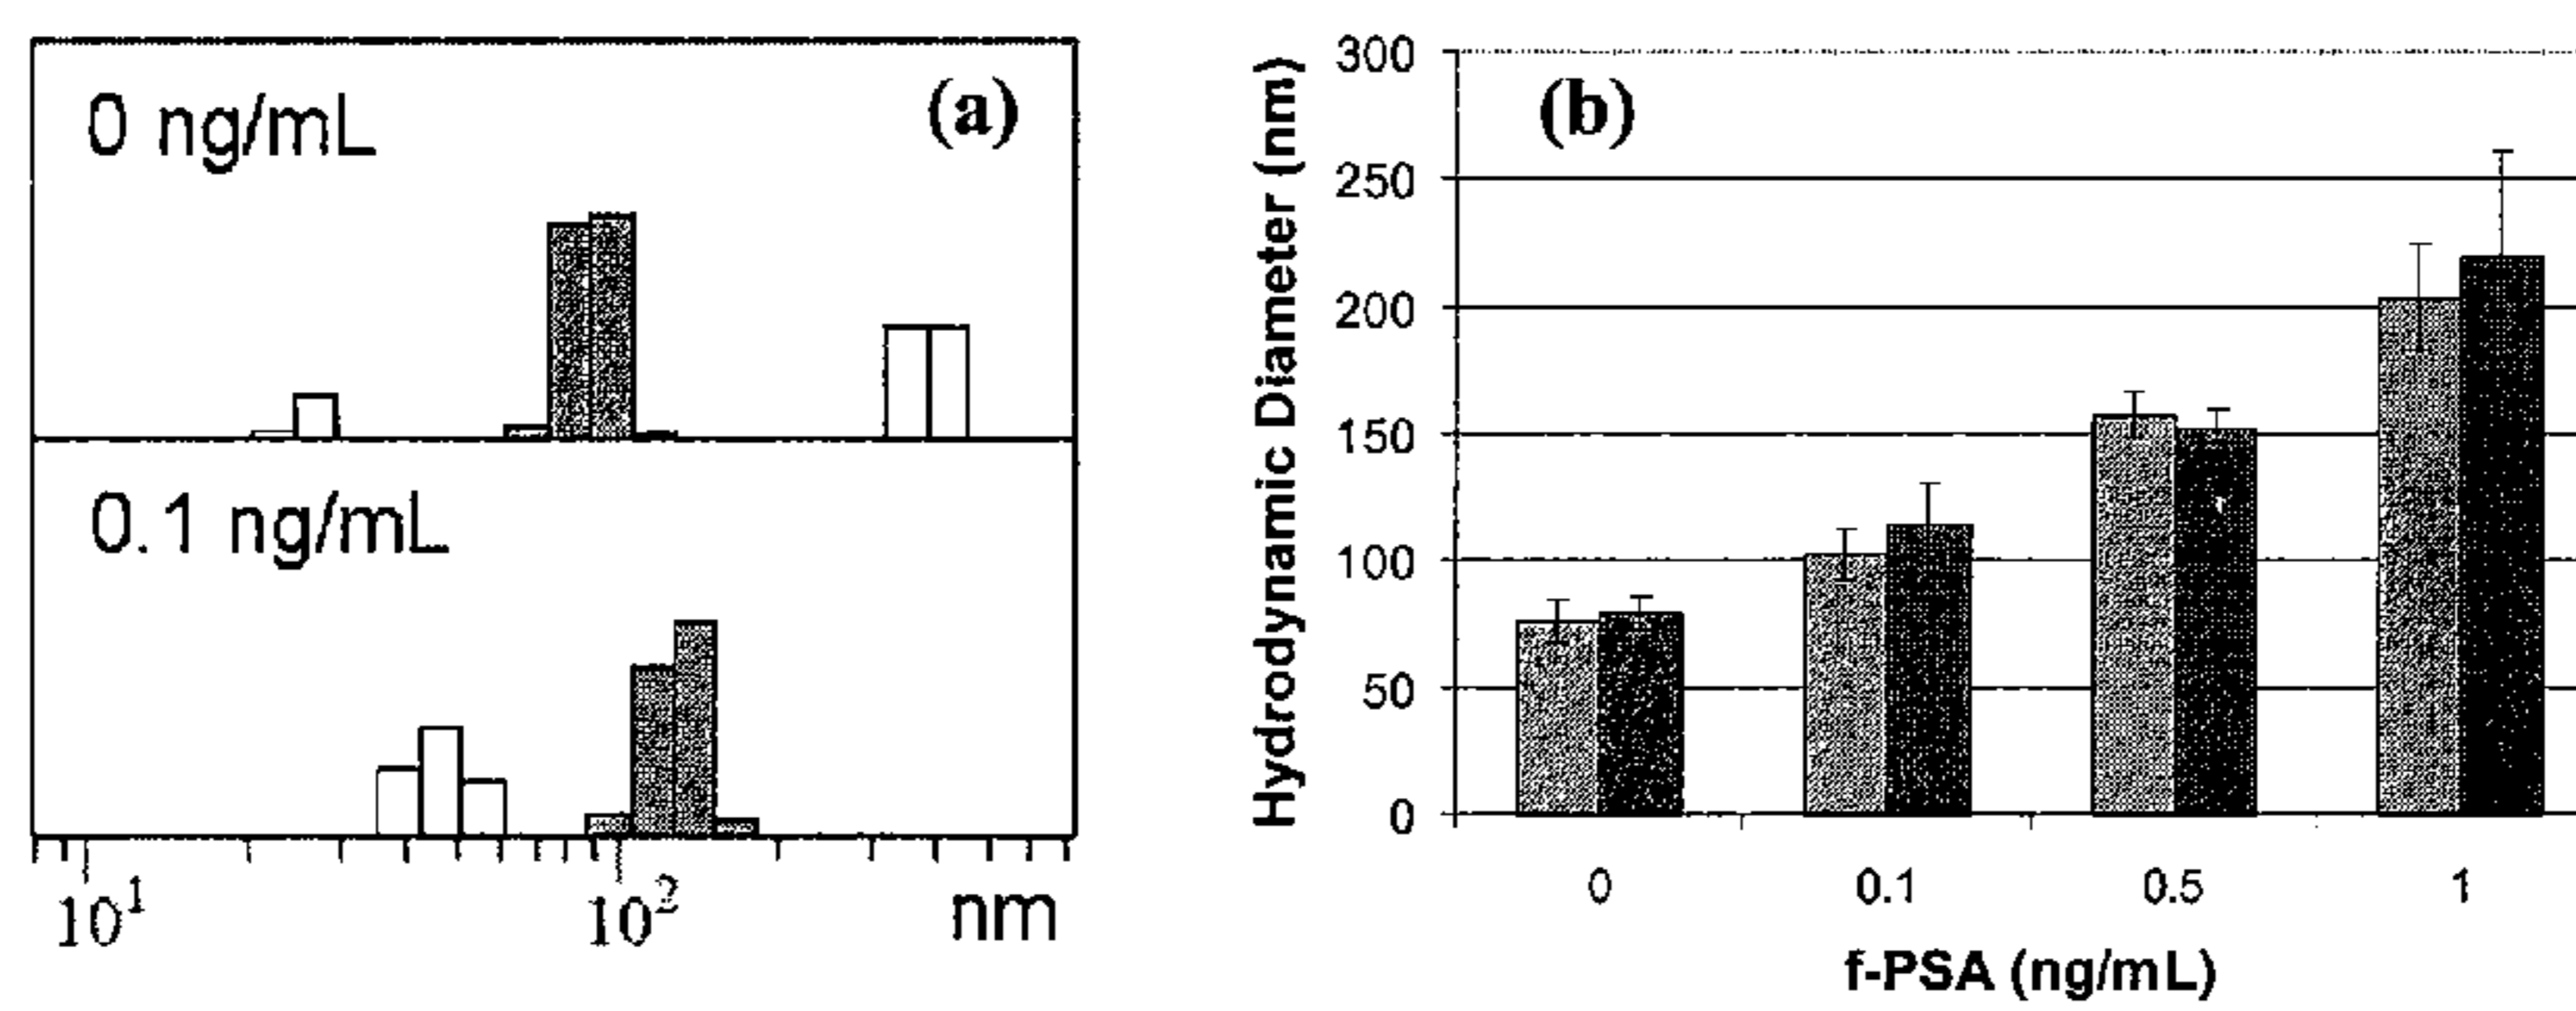 0 ng/mL
(a)
0.1 ng/mL
10¹
10²
nm
Hydrodynamic Diameter (nm)
(b)
300
250
200
150
100
50
0
0
0.1
0.5
1
f-PSA (ng/mL)